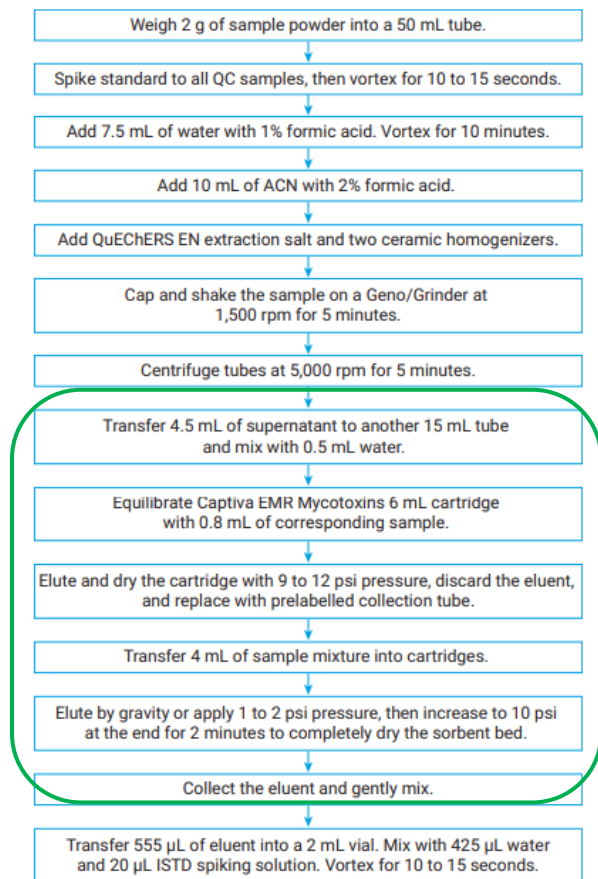 Weigh 2 g of sample powder into a 50 mL tube.
Spike standard to all QC samples, then vortex for 10 to 15 seconds.
Add 7.5 mL of water with 1% formic acid. Vortex for 10 minutes.
Add 10 mL of ACN with 2% formic acid.
Add QuEChERS EN extraction salt and two ceramic homogenizers.
Cap and shake the sample on a Geno/Grinder at
1,500 rpm for 5 minutes.
Centrifuge tubes at 5,000 rpm for 5 minutes.
Transfer 4.5 mL of supernatant to another 15 mL tube
and mix with 0.5 mL water.
Equilibrate Captiva EMR Mycotoxins 6 mL cartridge
with 0.8 mL of corresponding sample.
Elute and dry the cartridge with 9 to 12 psi pressure, discard the eluent,
and replace with prelabelled collection tube.
Transfer 4 mL of sample mixture into cartridges.
Elute by gravity or apply 1 to 2 psi pressure, then increase to 10 psi
at the end for 2 minutes to completely dry the sorbent bed.
Collect the eluent and gently mix.
Transfer 555 µL of eluent into a 2 mL vial. Mix with 425 µL water
and 20 µL ISTD spiking solution. Vortex for 10 to 15 seconds.